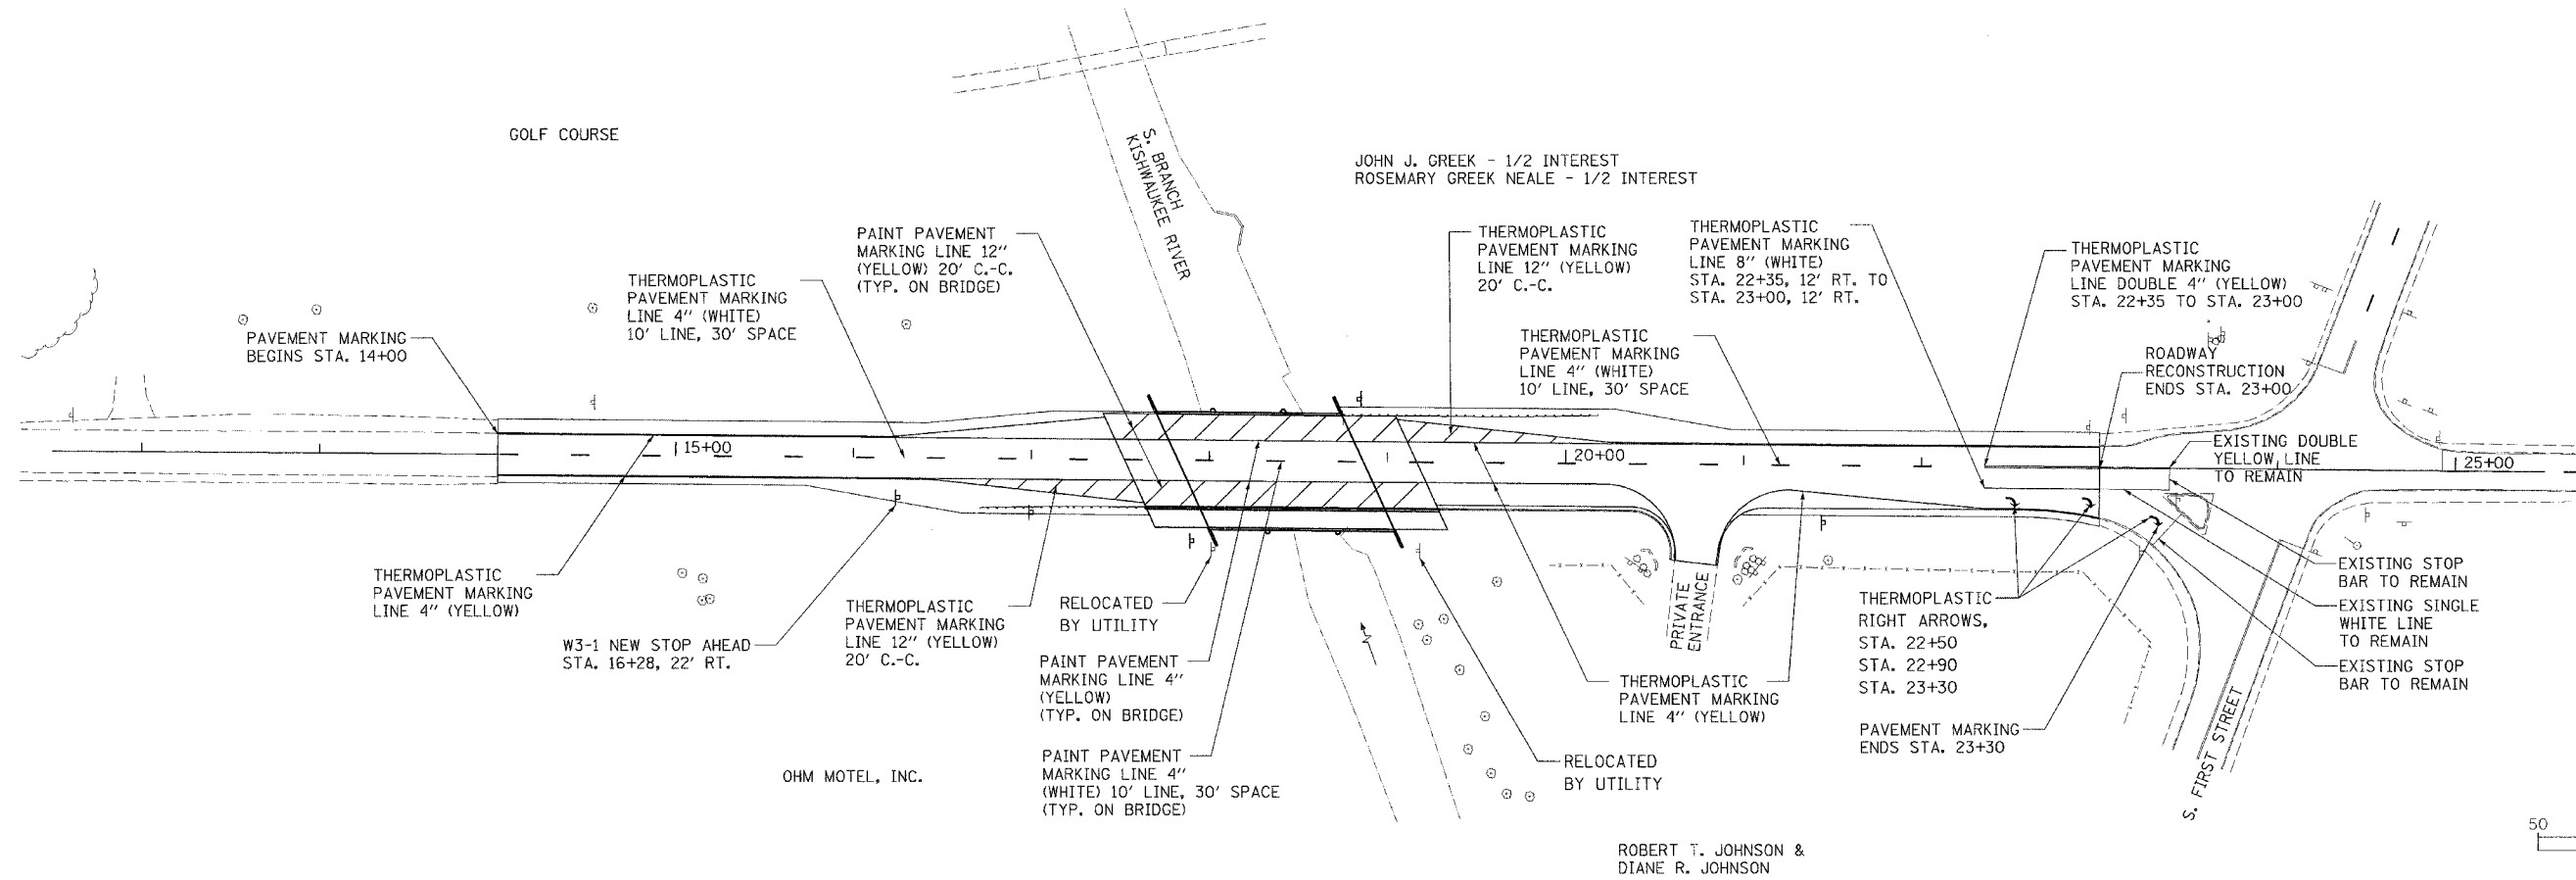 GOLF COURSE
S. BRANCH
KISHWAUKEE RIVER
JOHN J. GREEK - 1/2 INTEREST
ROSEMARY GREEK NEALE - 1/2 INTEREST
PAVEMENT MARKING
BEGINS STA. 14+00
THERMOPLASTIC
PAVEMENT MARKING
LINE 4" (WHITE)
10' LINE, 30' SPACE
PAINT PAVEMENT
MARKING LINE 12"
(YELLOW) 20' C.-C.
(TYP. ON BRIDGE)
THERMOPLASTIC
PAVEMENT MARKING
LINE 12" (YELLOW)
20' C.-C.
THERMOPLASTIC
PAVEMENT MARKING
LINE 4" (WHITE)
10' LINE, 30' SPACE
THERMOPLASTIC
PAVEMENT MARKING
LINE 8" (WHITE)
STA. 22+35, 12' RT. TO
STA. 23+00, 12' RT.
THERMOPLASTIC
PAVEMENT MARKING
LINE DOUBLE 4" (YELLOW)
STA. 22+35 TO STA. 23+00
ROADWAY
RECONSTRUCTION
ENDS STA. 23+00
EXISTING DOUBLE
YELLOW LINE
TO REMAIN
15+00
20+00
25+00
THERMOPLASTIC
PAVEMENT MARKING
LINE 4" (YELLOW)
W3-1 NEW STOP AHEAD
STA. 16+28, 22' RT.
THERMOPLASTIC
PAVEMENT MARKING
LINE 12" (YELLOW)
20' C.-C.
RELOCATED
BY UTILITY
PAINT PAVEMENT
MARKING LINE 4"
(YELLOW)
(TYP. ON BRIDGE)
PAINT PAVEMENT
MARKING LINE 4"
(WHITE) 10' LINE, 30' SPACE
(TYP. ON BRIDGE)
OHM MOTEL, INC.
Z
RELOCATED
BY UTILITY
PRIVATE
ENTRANCE
THERMOPLASTIC
PAVEMENT MARKING
LINE 4" (YELLOW)
THERMOPLASTIC
RIGHT ARROWS,
STA. 22+50
STA. 22+90
STA. 23+30
PAVEMENT MARKING
ENDS STA. 23+30
EXISTING STOP
BAR TO REMAIN
EXISTING SINGLE
WHITE LINE
TO REMAIN
EXISTING STOP
BAR TO REMAIN
S. FIRST STREET
ROBERT T. JOHNSON &
DIANE R. JOHNSON
50